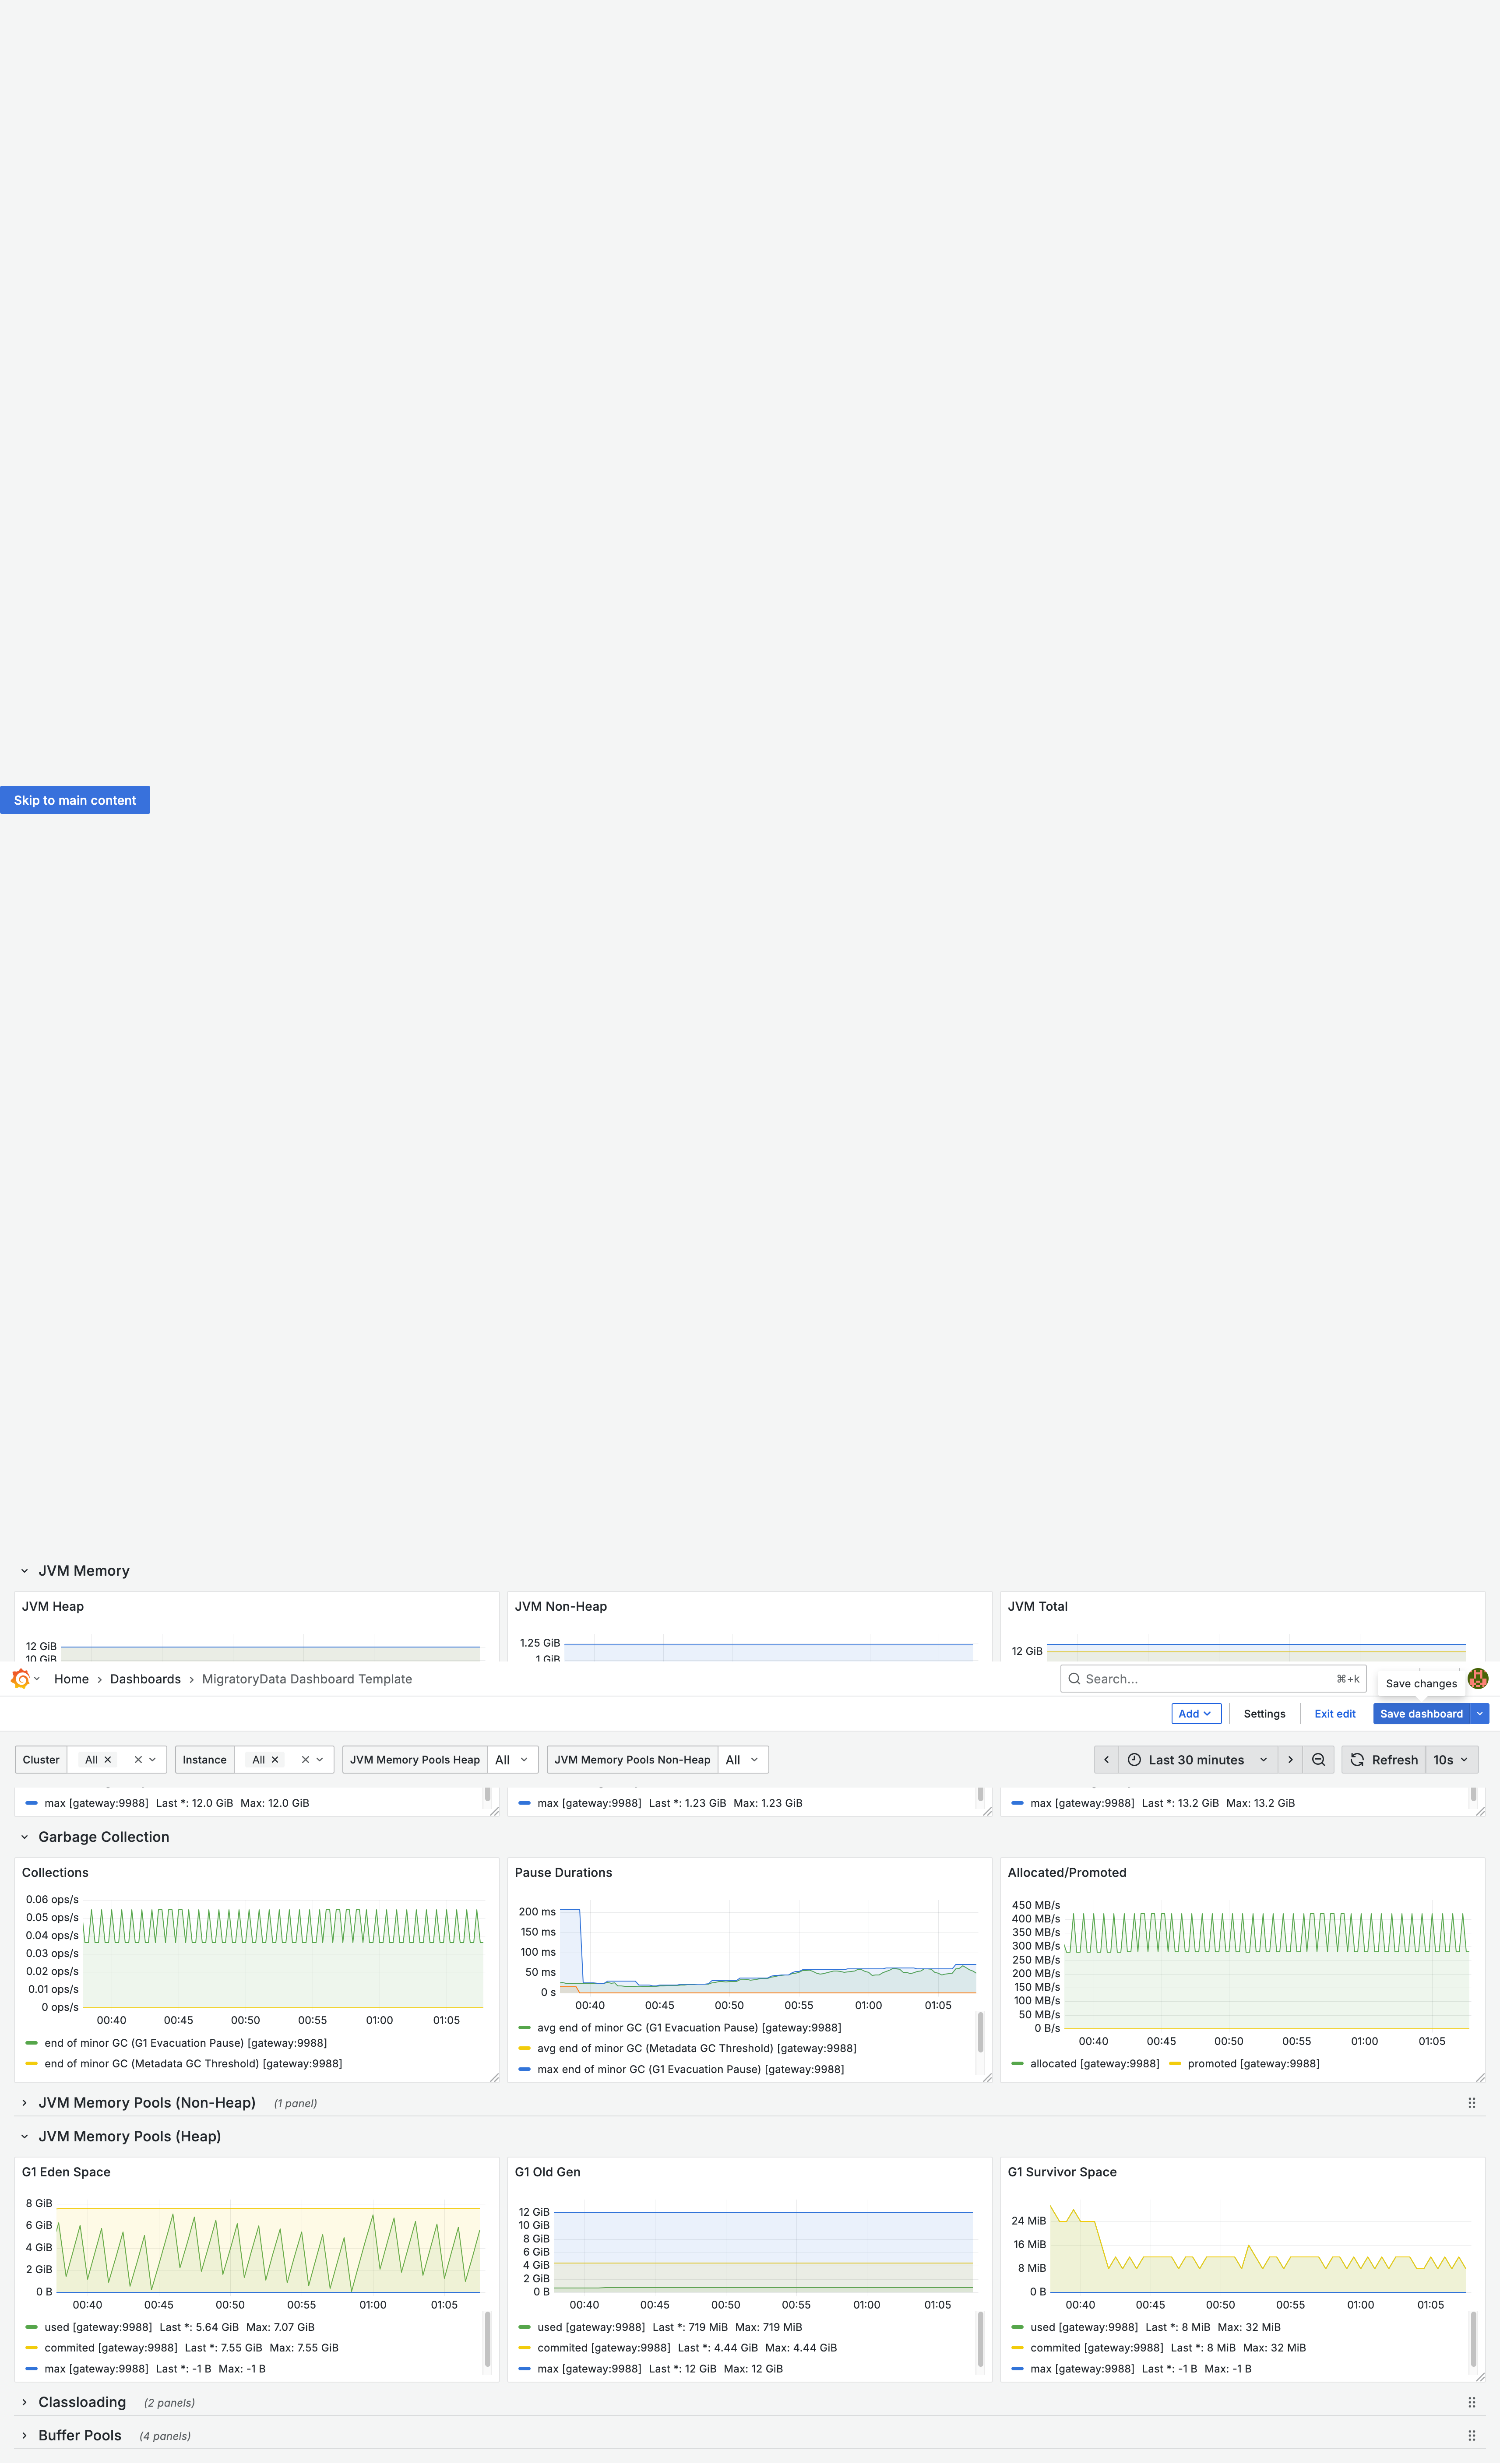 Skip to main content
JVM Memory
JVM Heap
12 GiB
10 GiB
JVM Non-Heap
1.25 GiB
1 GiB
JVM Total
12 GiB
Home › Dashboards › MigratoryData Dashboard Template
Search...
⌘+k
Save changes
Add
Settings
Exit edit
Save dashboard
Cluster All
Instance All
JVM Memory Pools Heap All
JVM Memory Pools Non-Heap All
Last 30 minutes
Refresh 10s
max [gateway:9988] Last *: 12.0 GiB Max: 12.0 GiB
max [gateway:9988] Last *: 1.23 GiB Max: 1.23 GiB
max [gateway:9988] Last *: 13.2 GiB Max: 13.2 GiB
Garbage Collection
Collections
0.06 ops/s
0.05 ops/s
0.04 ops/s
0.03 ops/s
0.02 ops/s
0.01 ops/s
0 ops/s
00:40 00:45 00:50 00:55 01:00 01:05
end of minor GC (G1 Evacuation Pause) [gateway:9988]
end of minor GC (Metadata GC Threshold) [gateway:9988]
Pause Durations
200 ms
150 ms
100 ms
50 ms
0 s
00:40 00:45 00:50 00:55 01:00 01:05
avg end of minor GC (G1 Evacuation Pause) [gateway:9988]
avg end of minor GC (Metadata GC Threshold) [gateway:9988]
max end of minor GC (G1 Evacuation Pause) [gateway:9988]
Allocated/Promoted
450 MB/s
400 MB/s
350 MB/s
300 MB/s
250 MB/s
200 MB/s
150 MB/s
100 MB/s
50 MB/s
0 B/s
00:40 00:45 00:50 00:55 01:00 01:05
allocated [gateway:9988] promoted [gateway:9988]
JVM Memory Pools (Non-Heap) (1 panel)
JVM Memory Pools (Heap)
G1 Eden Space
8 GiB
6 GiB
4 GiB
2 GiB
0 B
00:40 00:45 00:50 00:55 01:00 01:05
used [gateway:9988] Last *: 5.64 GiB Max: 7.07 GiB
commited [gateway:9988] Last *: 7.55 GiB Max: 7.55 GiB
max [gateway:9988] Last *: -1 B Max: -1 B
G1 Old Gen
12 GiB
10 GiB
8 GiB
6 GiB
4 GiB
2 GiB
0 B
00:40 00:45 00:50 00:55 01:00 01:05
used [gateway:9988] Last *: 719 MiB Max: 719 MiB
commited [gateway:9988] Last *: 4.44 GiB Max: 4.44 GiB
max [gateway:9988] Last *: 12 GiB Max: 12 GiB
G1 Survivor Space
24 MiB
16 MiB
8 MiB
0 B
00:40 00:45 00:50 00:55 01:00 01:05
used [gateway:9988] Last *: 8 MiB Max: 32 MiB
commited [gateway:9988] Last *: 8 MiB Max: 32 MiB
max [gateway:9988] Last *: -1 B Max: -1 B
Classloading (2 panels)
Buffer Pools (4 panels)